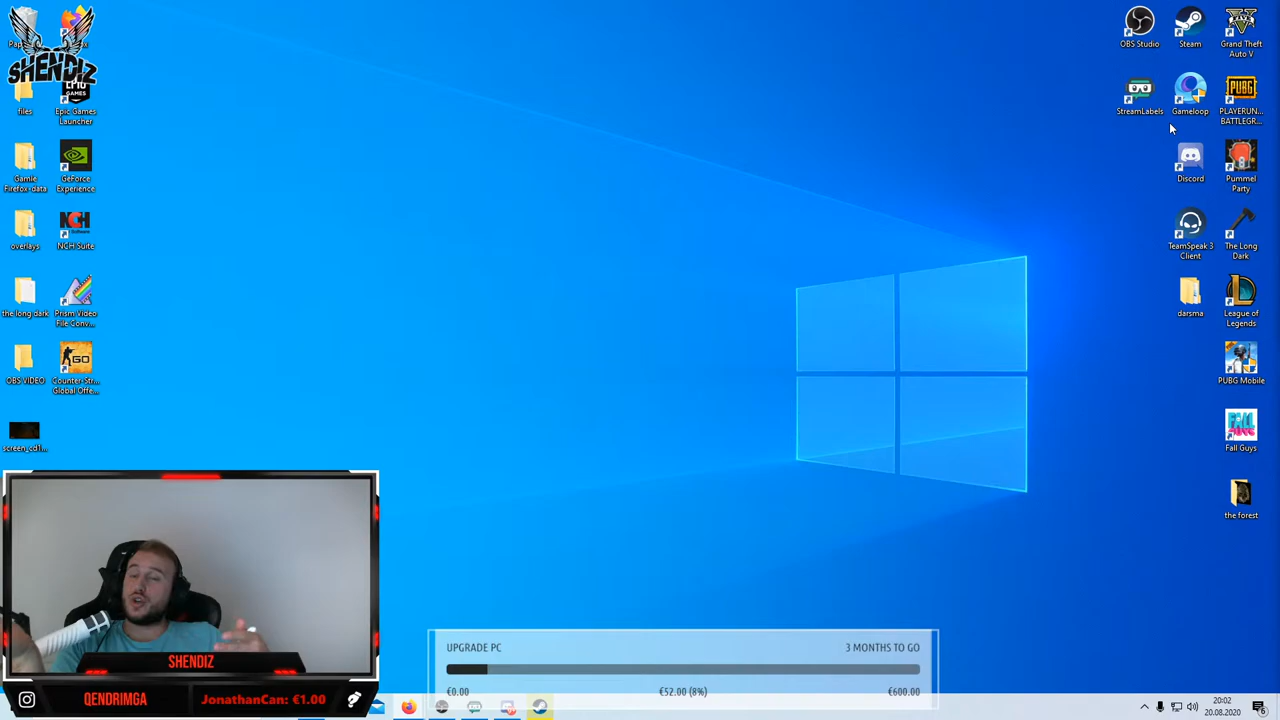 SHENDIZ
files
Epic Games
Launcher
Gamle
Firefox-data
GeForce
Experience
overlays
NCH Suite
the long dark
Prism Video
File Conv...
OBS VIDEO
Counter-Str...
Global Offe...
screen_cd1...
OBS Studio
Steam
Grand Theft
Auto V
StreamLabels
Gameloop
PLAYERUN...
BATTLEGR...
Discord
Pummel
Party
TeamSpeak 3
Client
The Long
Dark
darsma
League of
Legends
PUBG Mobile
Fall Guys
the forest
SHENDIZ
QENDRIMGA
JonathanCan: €1.00
UPGRADE PC
3 MONTHS TO GO
€0.00
€52.00 (8%)
€600.00
20:02
20.08.2020